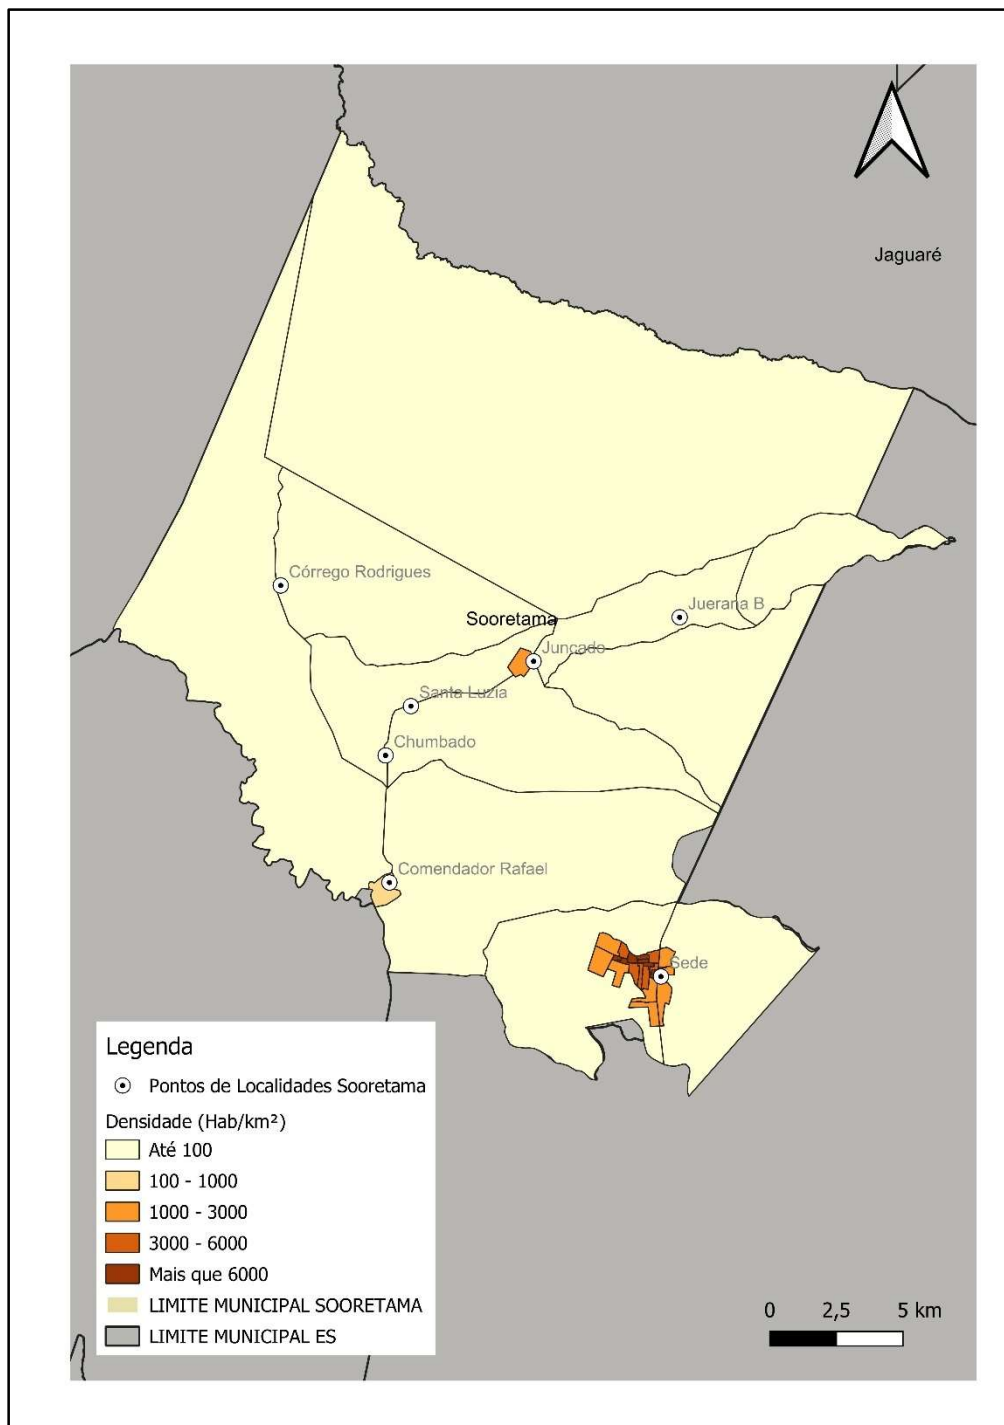 Jaguaré
Córrego Rodrigues
Juerana B
Sooretama
Juncado
Santa Luzia
Chumbado
Comendador Rafael
Sede
Legenda
Pontos de Localidades Sooretama
Densidade (Hab/km²)
Até 100
100 - 1000
1000 - 3000
3000 - 6000
Mais que 6000
LIMITE MUNICIPAL SOORETAMA
LIMITE MUNICIPAL ES
0 2,5 5 km